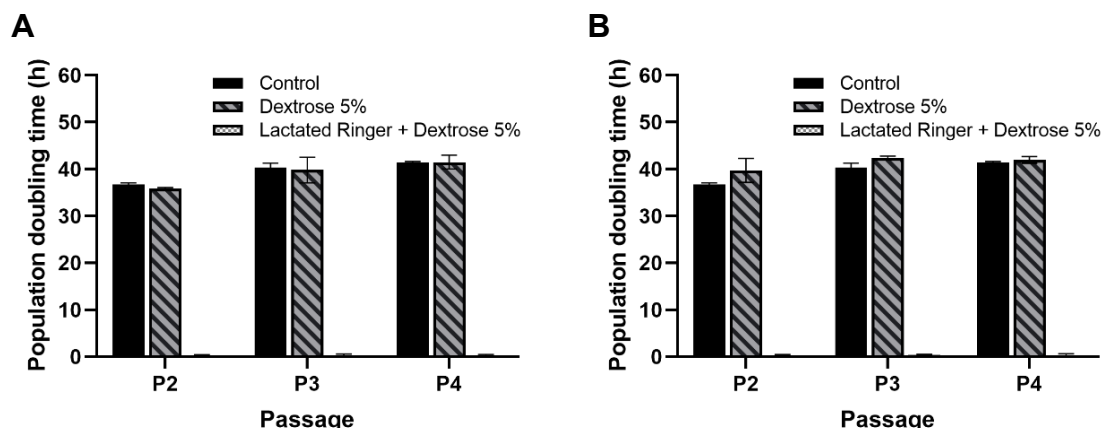 A
Population doubling time (h)
60
50
40
30
20
10
0
Control
Dextrose 5%
Lactated Ringer + Dextrose 5%
P2 P3 P4
Passage
B
Population doubling time (h)
60
50
40
30
20
10
0
Control
Dextrose 5%
Lactated Ringer + Dextrose 5%
P2 P3 P4
Passage